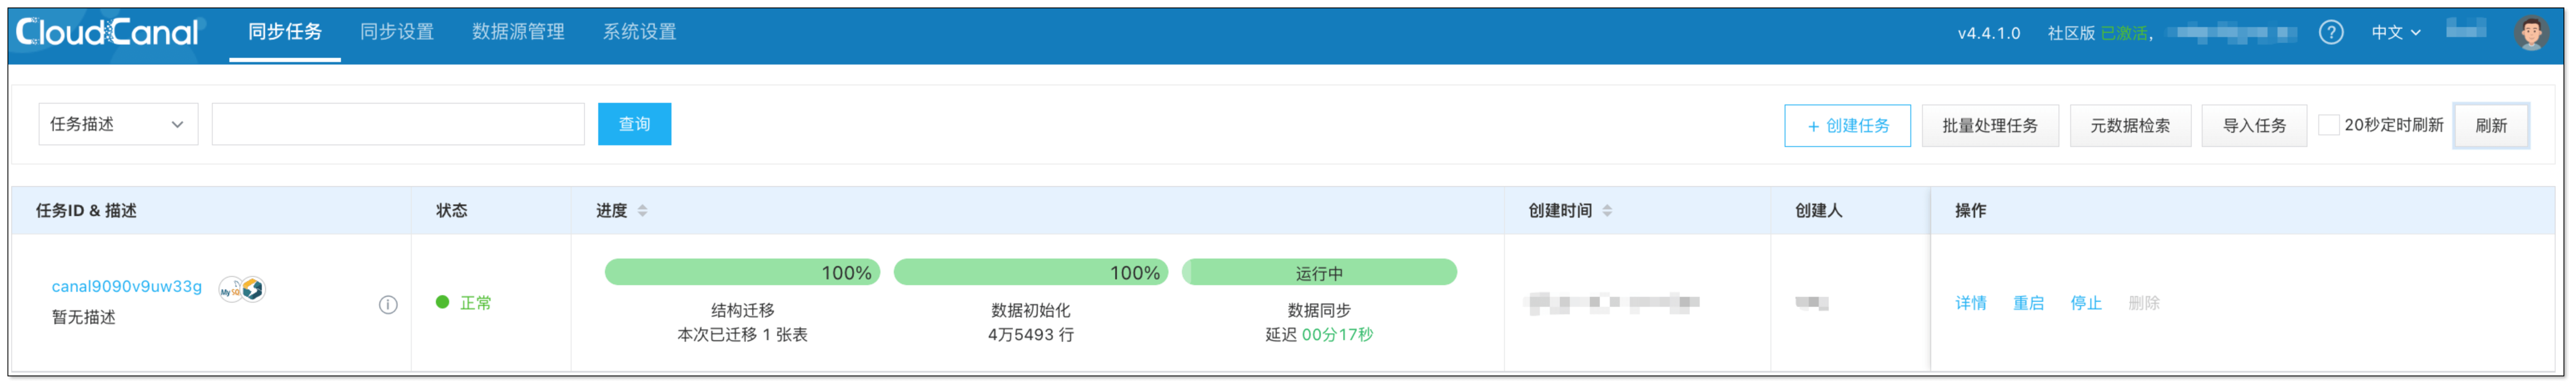 CloudCanal 同步任务 同步设置 数据源管理 系统设置 v4.4.1.0 社区版 已激活, ? 中文
任务描述 查询 + 创建任务 批量处理任务 元数据检索 导入任务 20秒定时刷新 刷新
任务ID & 描述 状态 进度 创建时间 创建人 操作
canal9090v9uw33g My SQ
暂无描述
正常
100% 100% 运行中
结构迁移 数据初始化 数据同步
本次已迁移 1 张表 4万5493 行 延迟 00分17秒
详情 重启 停止 删除